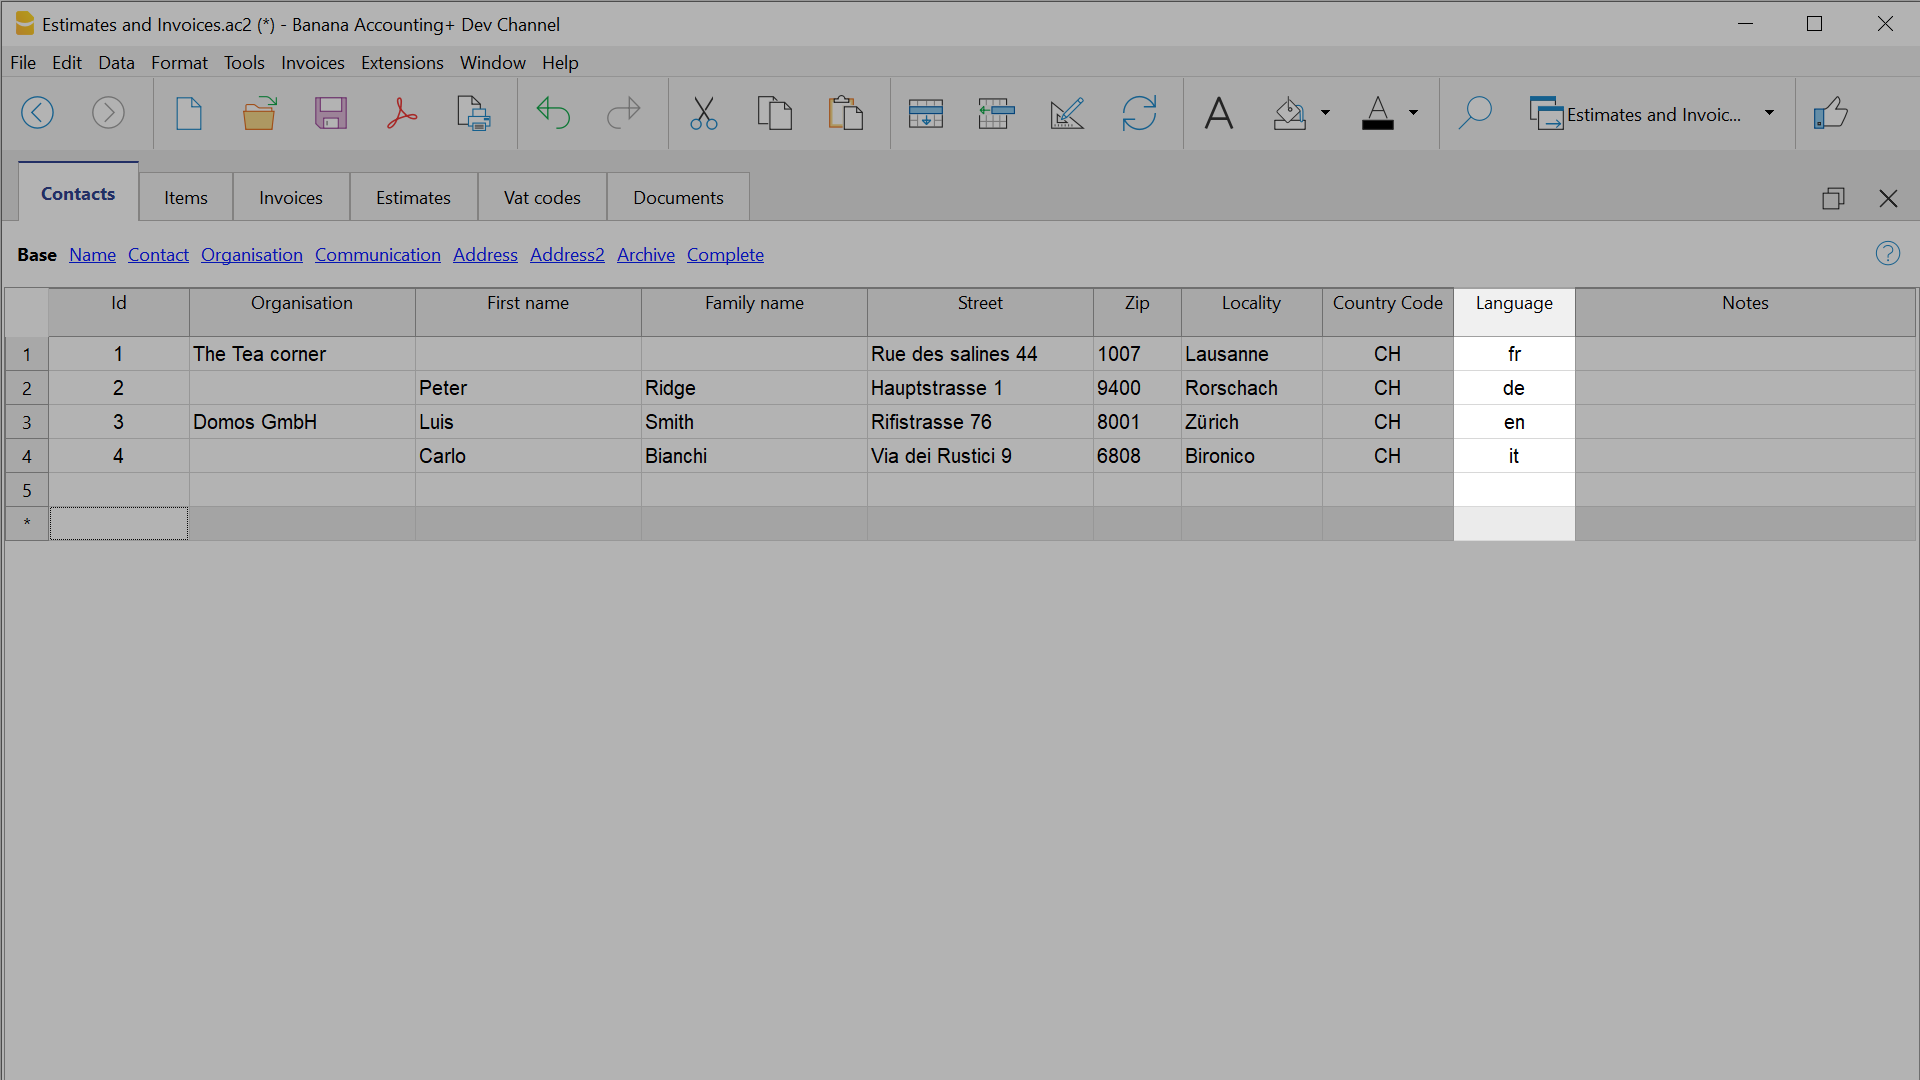 Estimates and Invoices.ac2 (*) - Banana Accounting+ Dev Channel
File Edit Data Format Tools Invoices Extensions Window Help
A A Estimates and Invoic...
Contacts Items Invoices Estimates Vat codes Documents
Base Name Contact Organisation Communication Address Address2 Archive Complete ?
Id Organisation First name Family name Street Zip Locality Country Code Language Notes
1 1 The Tea corner Rue des salines 44 1007 Lausanne CH fr
2 2 Peter Ridge Hauptstrasse 1 9400 Rorschach CH de
3 3 Domos GmbH Luis Smith Rifistrasse 76 8001 Zürich CH en
4 4 Carlo Bianchi Via dei Rustici 9 6808 Bironico CH it
5
*